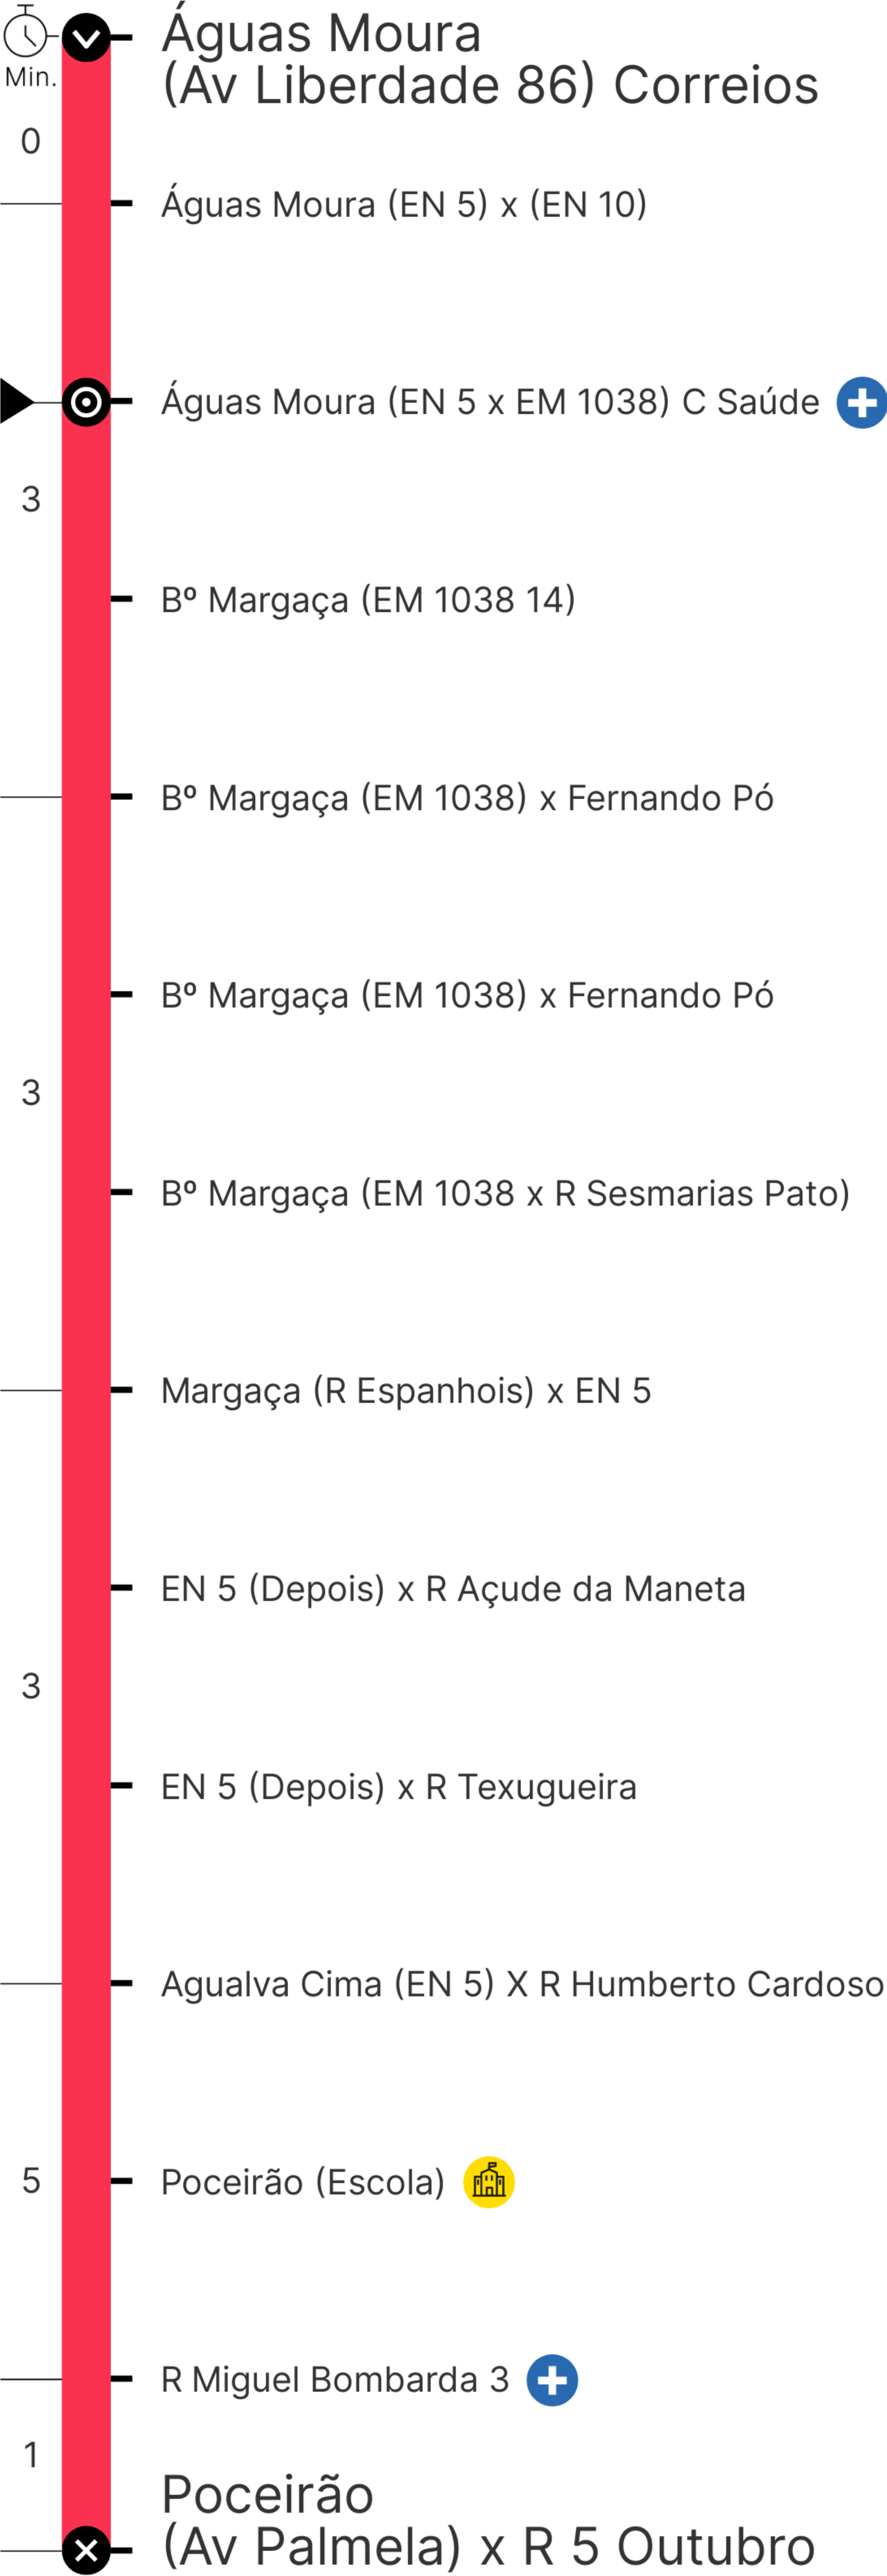 Águas Moura
(Av Liberdade 86) Correios
Min.
0
Águas Moura (EN 5) x (EN 10)
Águas Moura (EN 5 x EM 1038) C Saúde
3
Bº Margaça (EM 1038 14)
Bº Margaça (EM 1038) x Fernando Pó
Bº Margaça (EM 1038) x Fernando Pó
3
Bº Margaça (EM 1038 x R Sesmarias Pato)
Margaça (R Espanhois) x EN 5
EN 5 (Depois) x R Açude da Maneta
3
EN 5 (Depois) x R Texugueira
Agualva Cima (EN 5) X R Humberto Cardoso
5 Poceirão (Escola)
R Miguel Bombarda 3
1
Poceirão
(Av Palmela) x R 5 Outubro